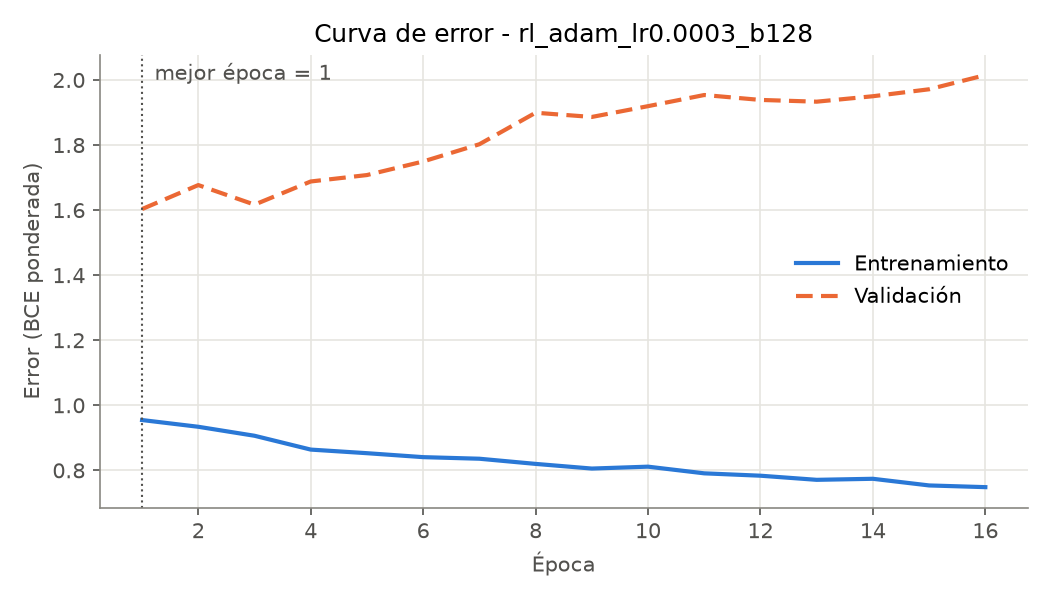 Curva de error - rl_adam_lr0.0003_b128
mejor época = 1
2.0
1.8
1.6
1.4
1.2
1.0
0.8
Error (BCE ponderada)
Entrenamiento
Validación
2 4 6 8 10 12 14 16
Época